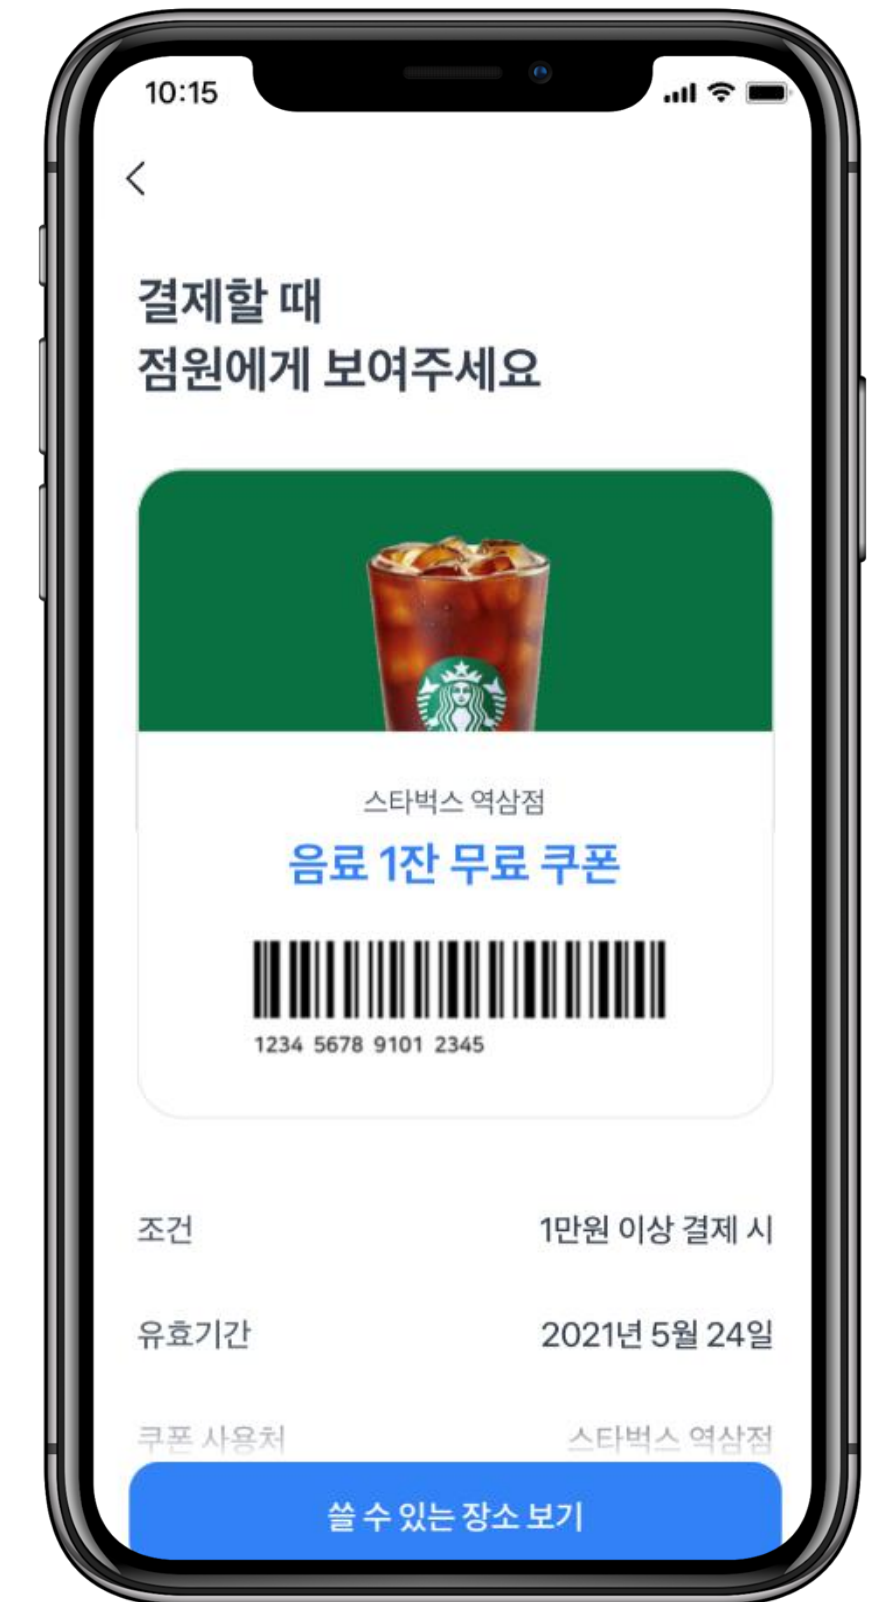 10:15
결제할 때
점원에게 보여주세요
스타벅스 역삼점
음료 1잔 무료 쿠폰
1234 5678 9101 2345
조건 1만원 이상 결제 시
유효기간 2021년 5월 24일
쿠폰 사용처 스타벅스 역삼점
쓸 수 있는 장소 보기